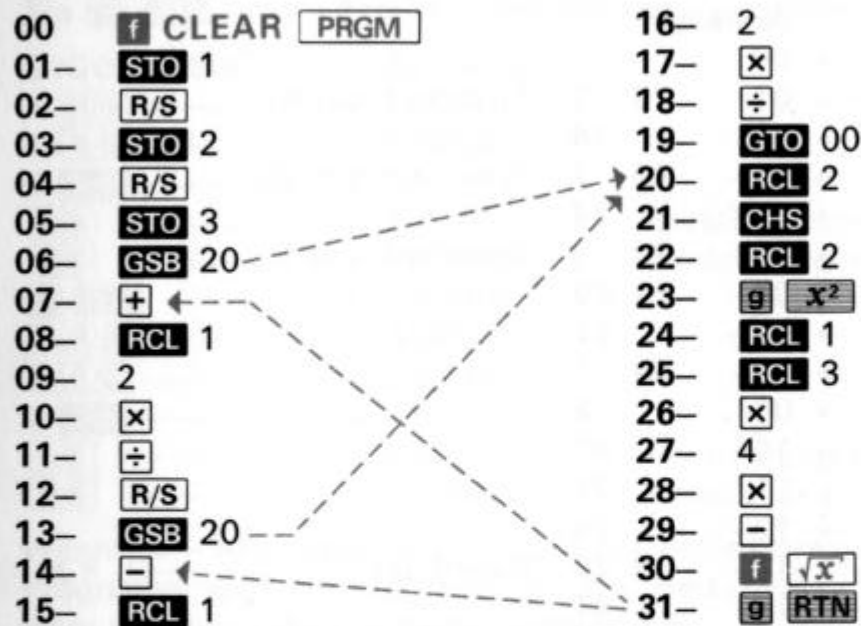 00 f CLEAR PRGM
01– STO 1
02– R/S
03– STO 2
04– R/S
05– STO 3
06– GSB 20
07– +
08– RCL 1
09– 2
10– ×
11– ÷
12– R/S
13– GSB 20
14– −
15– RCL 1
16– 2
17– ×
18– ÷
19– GTO 00
20– RCL 2
21– CHS
22– RCL 2
23– g x²
24– RCL 1
25– RCL 3
26– ×
27– 4
28– ×
29– −
30– f √x
31– g RTN